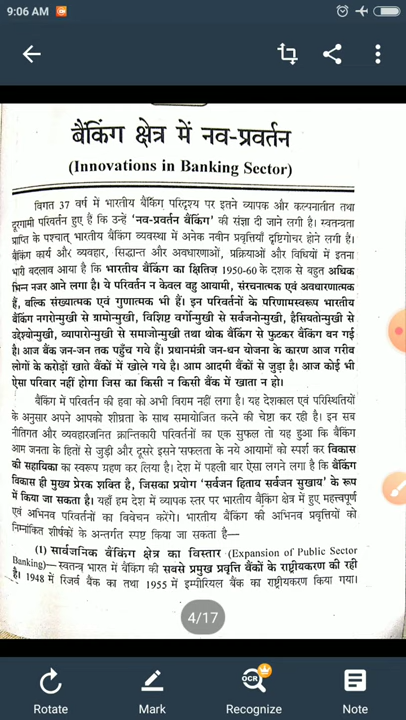 9:06 AM
बैंकिंग क्षेत्र में नव-प्रवर्तन
(Innovations in Banking Sector)
विगत 37 वर्ष में भारतीय बैंकिंग परिदृश्य पर इतने व्यापक और कल्पनातीत तथा
दूरगामी परिवर्तन हुए हैं कि उन्हें ‘नव-प्रवर्तन बैंकिंग’ की संज्ञा दी जाने लगी है। स्वतन्त्रता
प्राप्ति के पश्चात् भारतीय बैंकिंग व्यवस्था में अनेक नवीन प्रवृत्तियाँ दृष्टिगोचर होने लगी हैं।
बैंकिंग कार्य और व्यवहार, सिद्धान्त और अवधारणाओं, प्रक्रियाओं और विधियों में इतना
भारी बदलाव आया है कि भारतीय बैंकिंग का क्षितिज 1950-60 के दशक से बहुत अधिक
भिन्न नजर आने लगा है। ये परिवर्तन न केवल बहु आयामी, संरचनात्मक एवं अवधारणात्मक
हैं, बल्कि संख्यात्मक एवं गुणात्मक भी हैं। इन परिवर्तनों के परिणामस्वरूप भारतीय
बैंकिंग नगरोन्मुखी से ग्रामोन्मुखी, विशिष्ट वर्गोन्मुखी से सर्वजनोन्मुखी, हैसियतोन्मुखी से
उद्देश्योन्मुखी, व्यापारोन्मुखी से समाजोन्मुखी तथा थोक बैंकिंग से फुटकर बैंकिंग बन गई
है। आज बैंक जन-जन तक पहुँच गये हैं। प्रधानमंत्री जन-धन योजना के कारण आज गरीब
लोगों के करोड़ों खाते बैंकों में खोले गये हैं। आम आदमी बैंकों से जुड़ा है। आज कोई भी
ऐसा परिवार नहीं होगा जिस का किसी न किसी बैंक में खाता न हो।
बैंकिंग में परिवर्तन की हवा को अभी विराम नहीं लगा है। यह देशकाल एवं परिस्थितियों
के अनुसार अपने आपको शीघ्रता के साथ समायोजित करने की चेष्टा कर रही है। इन सब
नीतिगत और व्यवहारजनित क्रान्तिकारी परिवर्तनों का एक सुफल तो यह हुआ कि बैंकिंग
आम जनता के हितों से जुड़ी और दूसरे इसने सफलता के नये आयामों को स्पर्श कर विकास
की सहायिका का स्वरूप ग्रहण कर लिया है। देश में पहली बार ऐसा लगने लगा है कि बैंकिंग
विकास ही मुख्य प्रेरक शक्ति है, जिसका प्रयोग ‘सर्वजन हिताय सर्वजन सुखाय’ के रूप
में किया जा सकता है। यहाँ हम देश में व्यापक स्तर पर भारतीय बैंकिंग क्षेत्र में हुए महत्त्वपूर्ण
एवं अभिनव परिवर्तनों का विवेचन करेंगे। भारतीय बैंकिंग की अभिनव प्रवृत्तियों को
निम्नांकित शीर्षकों के अन्तर्गत स्पष्ट किया जा सकता है—
(1) सार्वजनिक बैंकिंग क्षेत्र का विस्तार (Expansion of Public Sector
Banking)—स्वतन्त्र भारत में बैंकिंग की सबसे प्रमुख प्रवृत्ति बैंकों के राष्ट्रीयकरण की रही
है। 1948 में रिजर्व बैंक का तथा 1955 में इम्पीरियल बैंक का राष्ट्रीयकरण किया गया।
4/17
OCR
Rotate
Mark
Recognize
Note